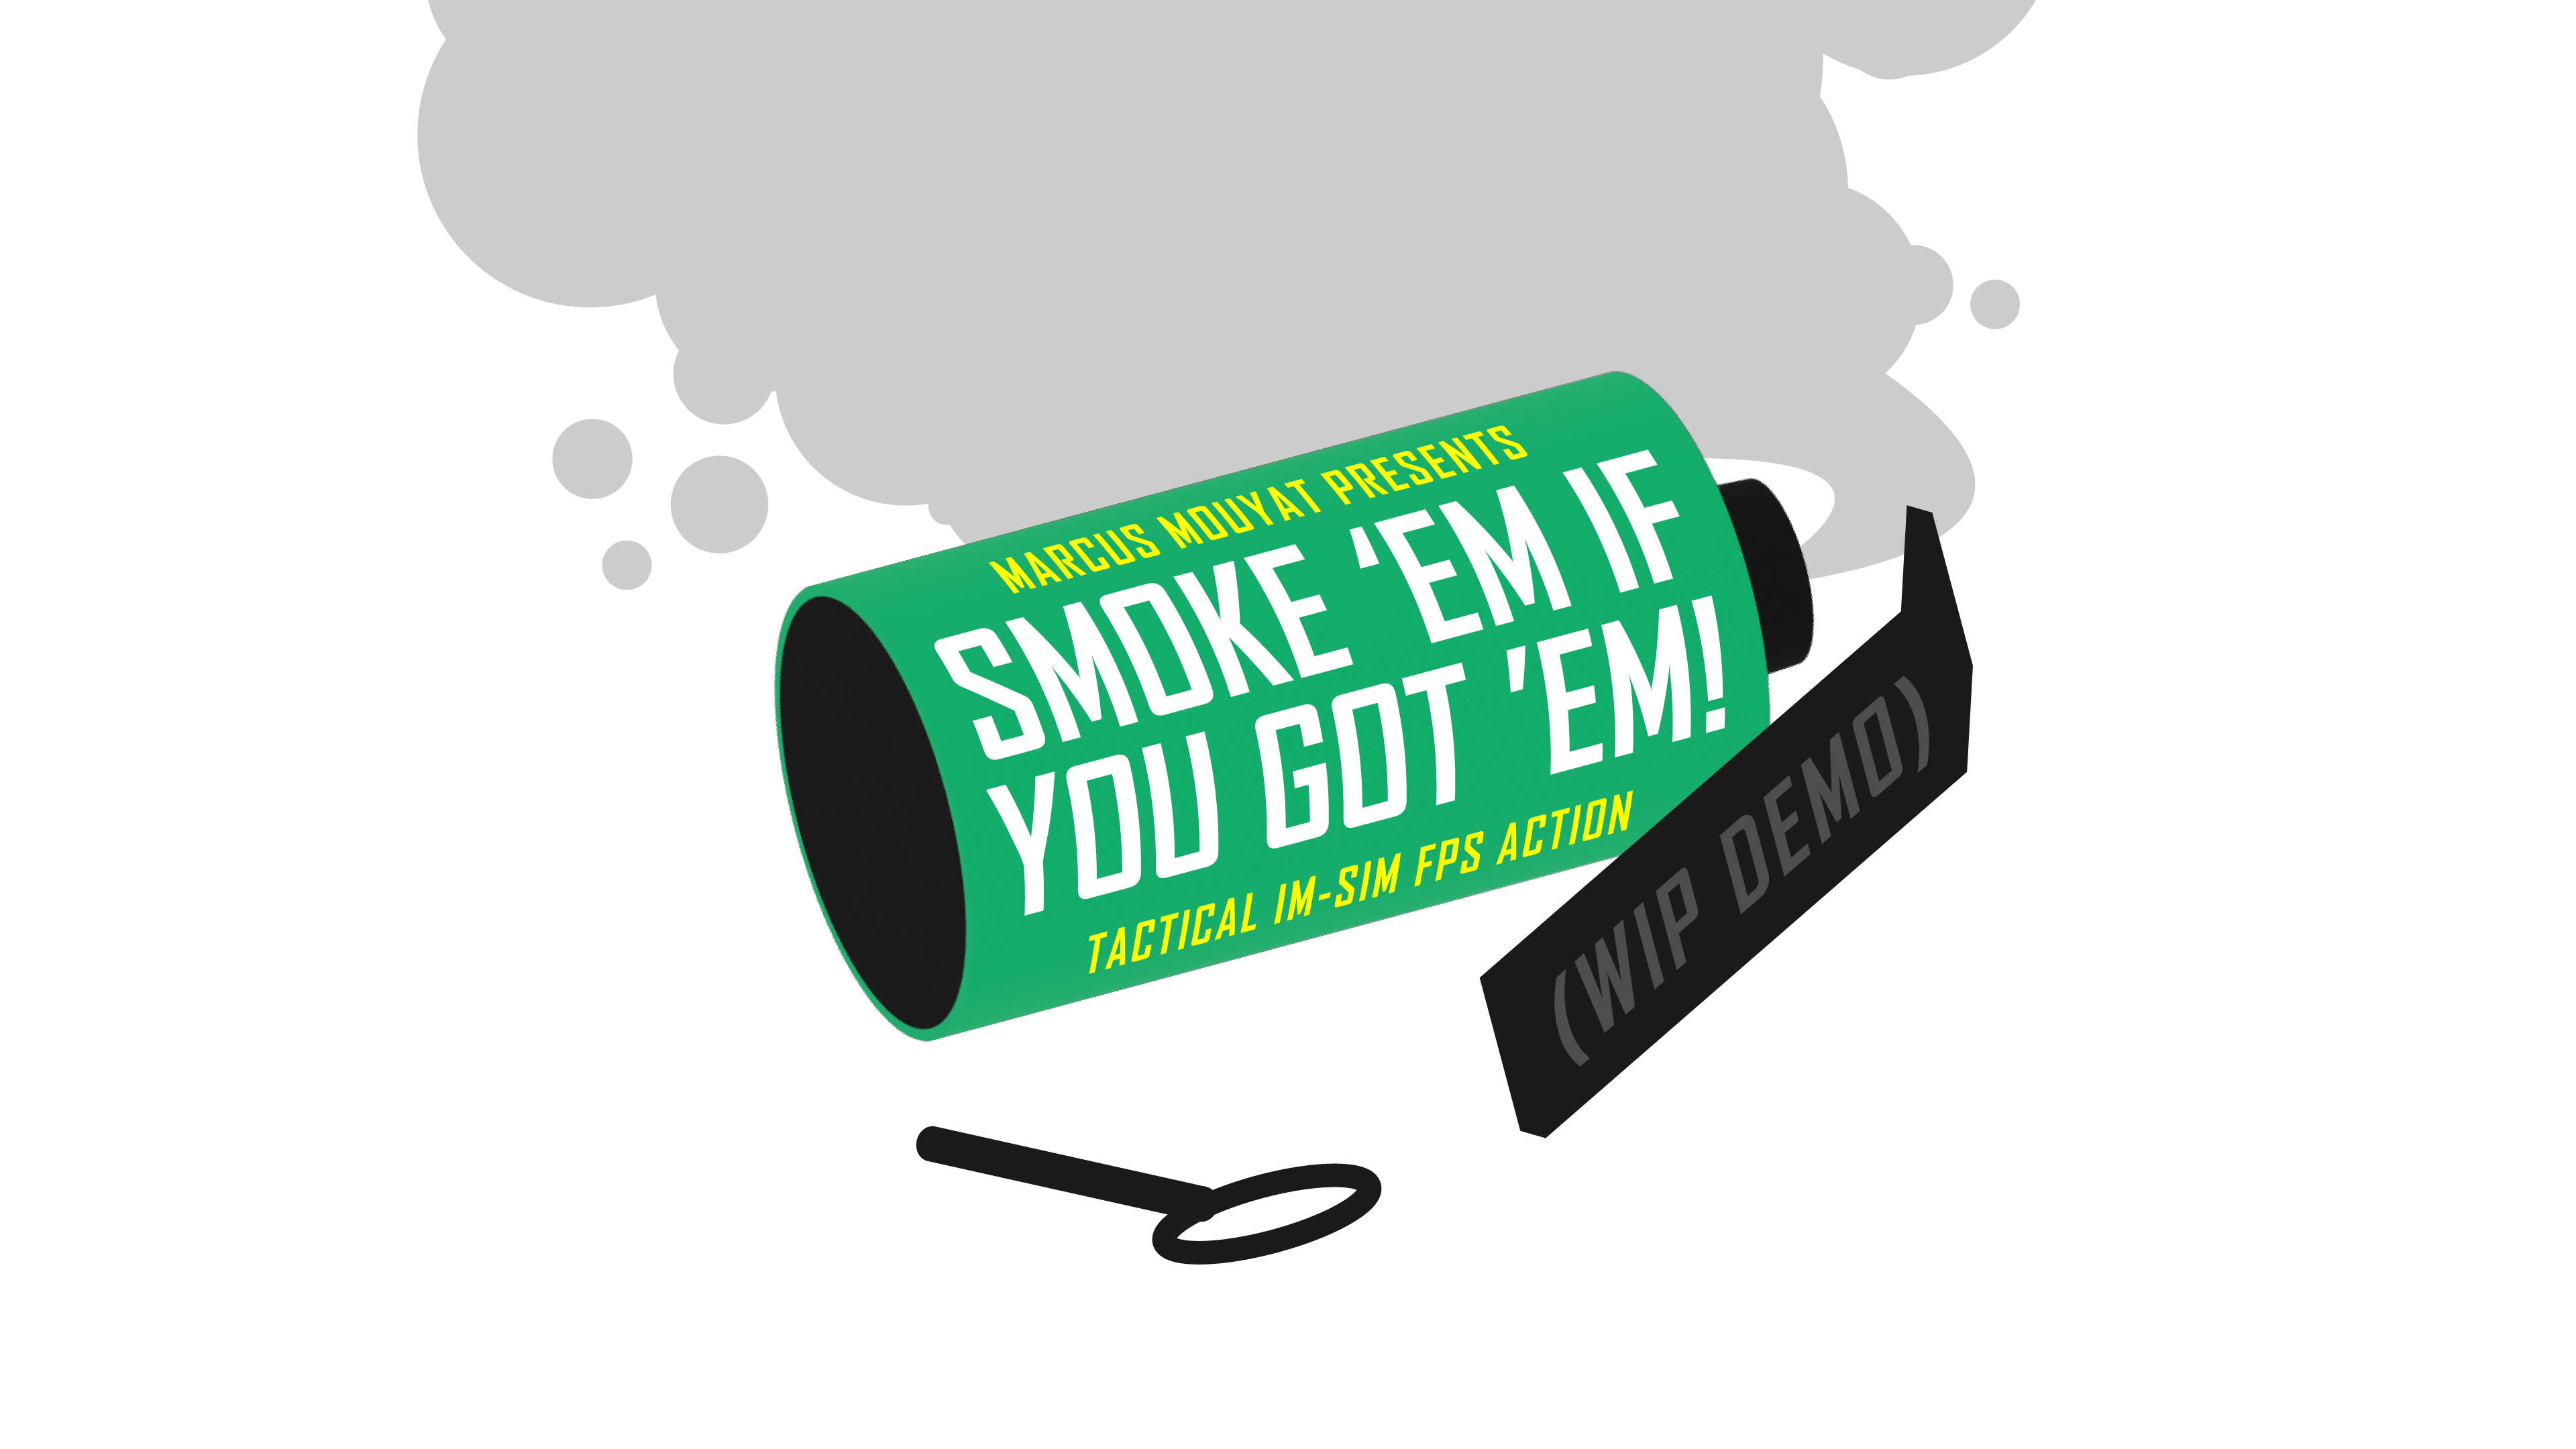 MARCUS MOUYAT PRESENTS
SMOKE ‘EM IF
YOU GOT ’EM!
TACTICAL IM-SIM FPS ACTION
(WIP DEMO)